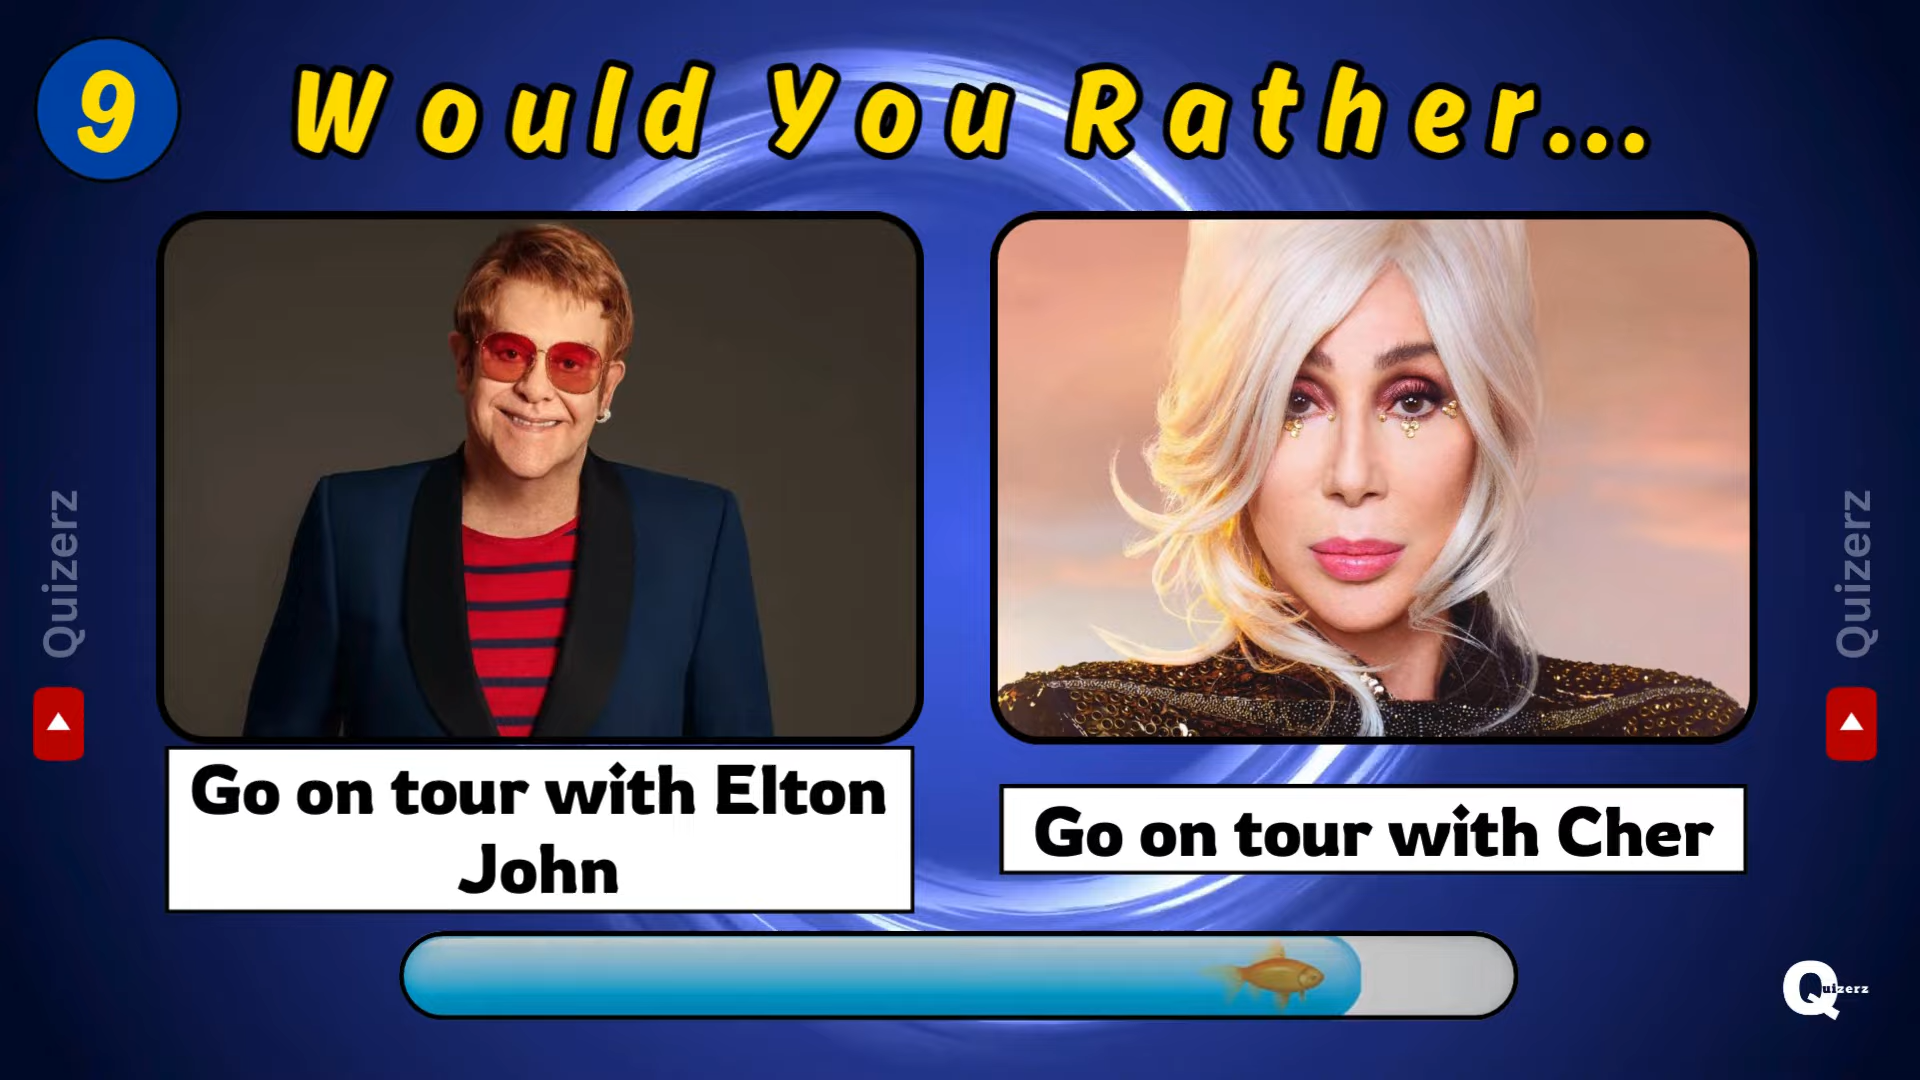 9
Would You Rather...
Go on tour with Elton
John
Go on tour with Cher
Quizerz
Quizerz
Quizerz